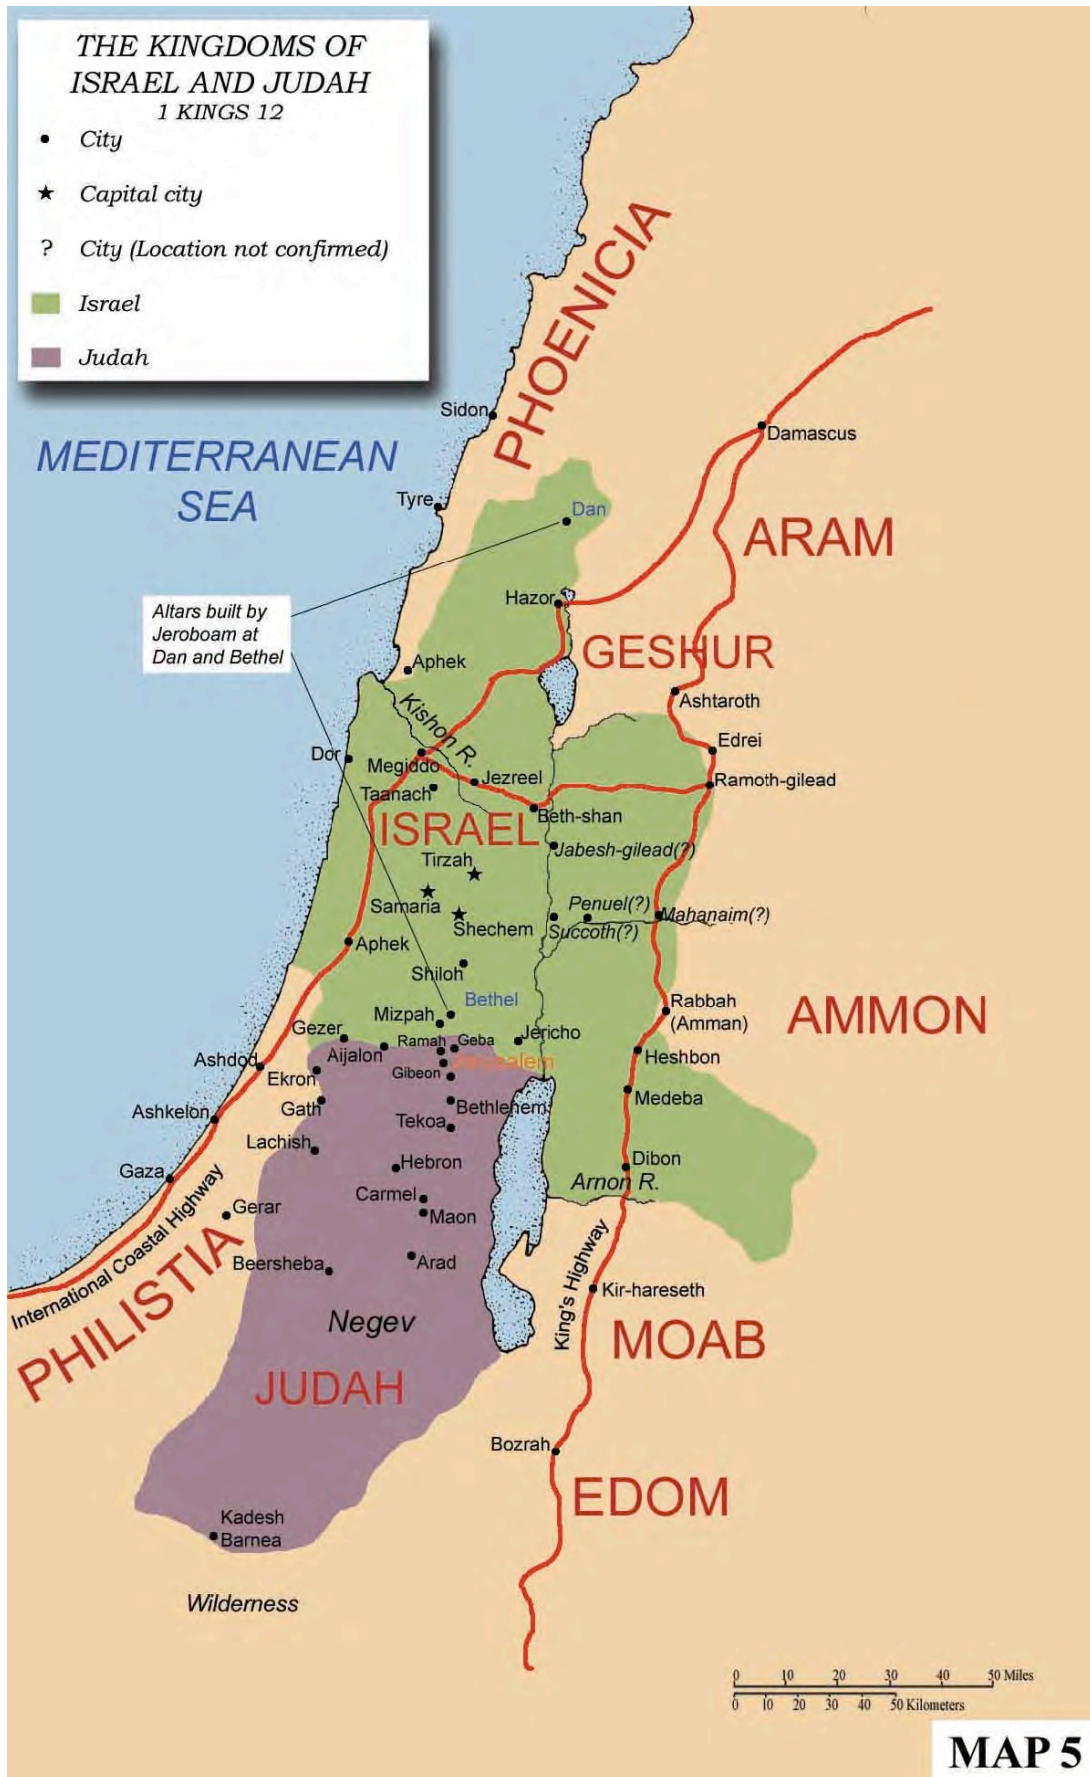 THE KINGDOMS OF
ISRAEL AND JUDAH
1 KINGS 12
City
Capital city
? City (Location not confirmed)
Israel
Judah
PHOENICIA
Sidon
Damascus
MEDITERRANEAN
SEA
Tyre
Dan
ARAM
Altars built by
Jeroboam at
Dan and Bethel
Hazor
GESHUR
Aphek
Ashtaroth
Kishon R.
Edrei
Dor
Megiddo
Jezreel
Ramoth-gilead
Taanach
Beth-shan
ISRAEL
Jabesh-gilead(?)
Tirzah
Samaria
Penuel(?)
Mahanaim(?)
Shechem
Succoth(?)
Aphek
Shiloh
Bethel
Rabbah
(Amman)
AMMON
Mizpah
Gezer
Jericho
Ramah
Geba
Aijalon
Heshbon
Ashdod
Jerusalem
Ekron
Gibeon
Medeba
Gath
Bethlehem
Ashkelon
Tekoa
Lachish
Hebron
Dibon
Gaza
Arnon R.
Carmel
Gerar
Maon
International Coastal Highway
Beersheba
Arad
King's Highway
Kir-hareseth
PHILISTIA
Negev
MOAB
JUDAH
Bozrah
EDOM
Kadesh
Barnea
Wilderness
0 10 20 30 40 50 Miles
0 10 20 30 40 50 Kilometers
MAP 5